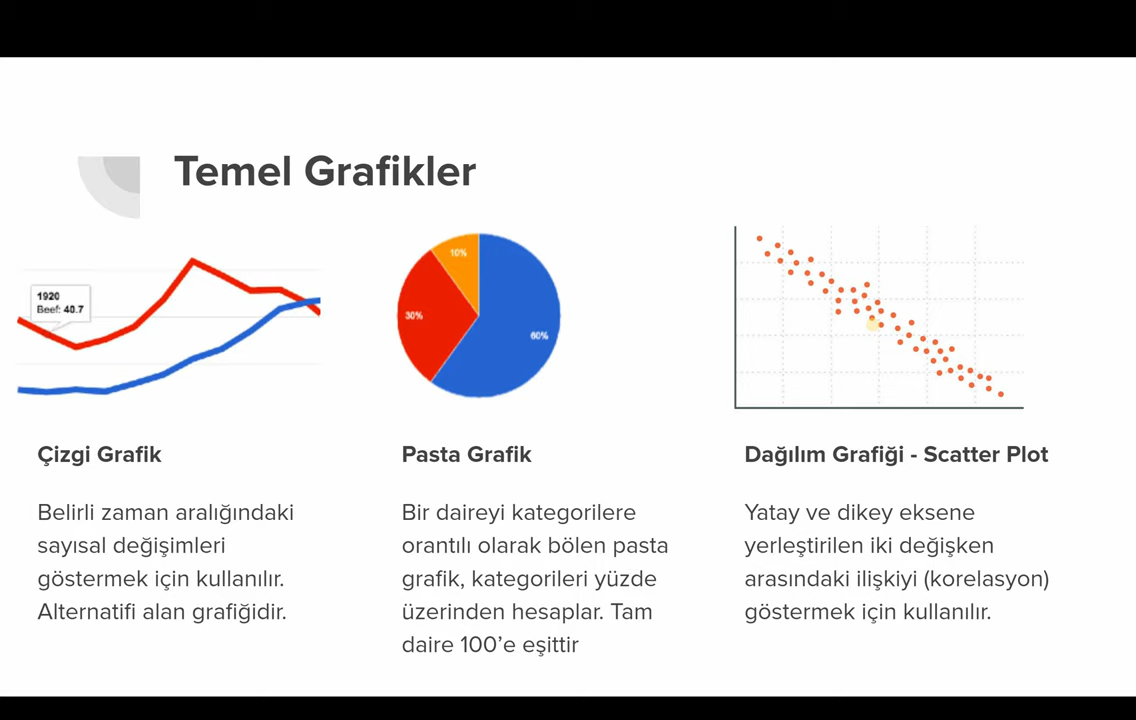 Temel Grafikler
1920
Beef: 40.7
10%
30%
60%
Çizgi Grafik
Belirli zaman aralığındaki
sayısal değişimleri
göstermek için kullanılır.
Alternatifi alan grafiğidir.
Pasta Grafik
Bir daireyi kategorilere
orantılı olarak bölen pasta
grafik, kategorileri yüzde
üzerinden hesaplar. Tam
daire 100’e eşittir
Dağılım Grafiği - Scatter Plot
Yatay ve dikey eksene
yerleştirilen iki değişken
arasındaki ilişkiyi (korelasyon)
göstermek için kullanılır.